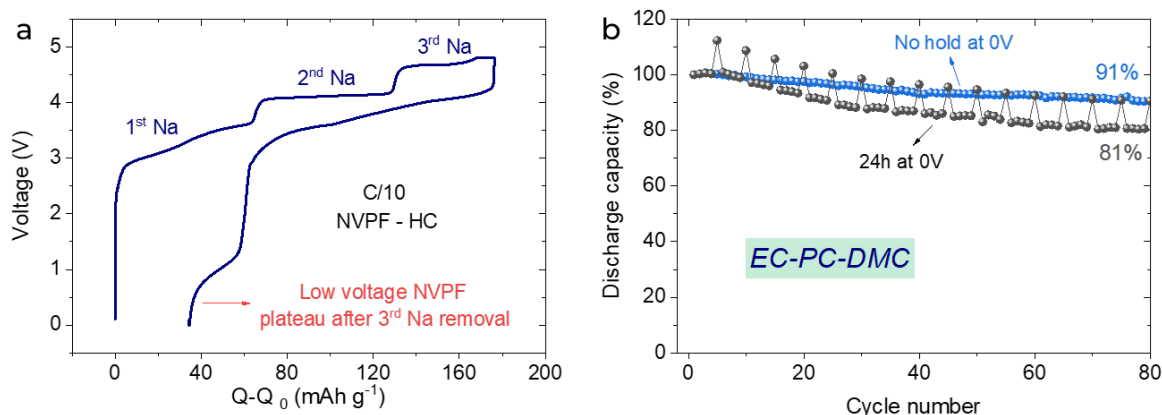 a
5
4
3
2
1
0
Voltage (V)
1st Na
2nd Na
3rd Na
C/10
NVPF - HC
Low voltage NVPF
plateau after 3rd Na removal
0 40 80 120 160 200
Q-Q0 (mAh g-1)
b
120
100
80
60
40
20
0
Discharge capacity (%)
No hold at 0V
91%
24h at 0V
81%
EC-PC-DMC
0 20 40 60 80
Cycle number